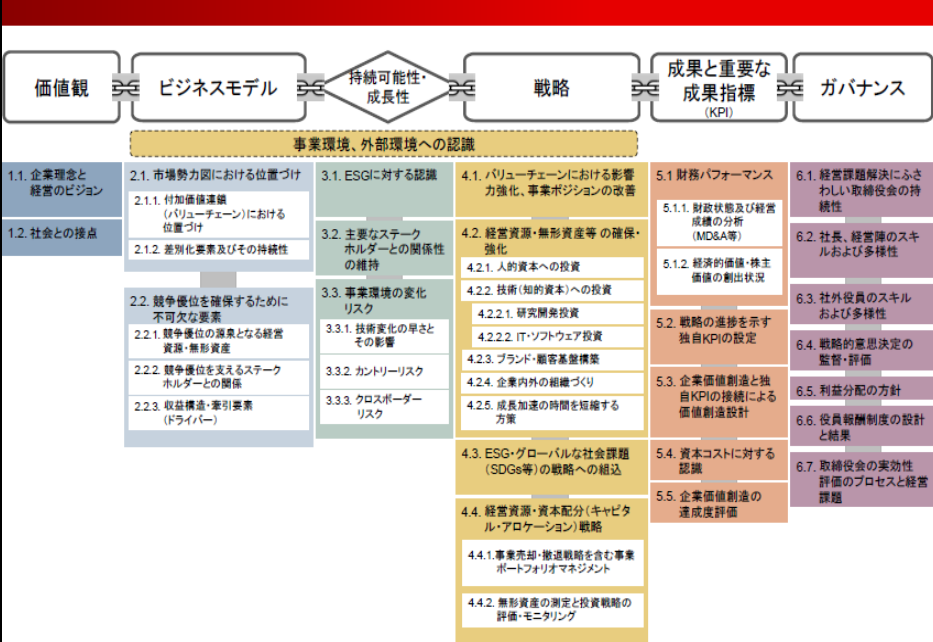 価値観
ビジネスモデル
持続可能性・
成長性
戦略
成果と重要な
成果指標
(KPI)
ガバナンス
事業環境、外部環境への認識
1.1. 企業理念と
経営のビジョン
1.2. 社会との接点
2.1. 市場勢力図における位置づけ
2.1.1. 付加価値連鎖
(バリューチェーン)における
位置づけ
2.1.2. 差別化要素及びその持続性
2.2. 競争優位を確保するために
不可欠な要素
2.2.1. 競争優位の源泉となる経営
資源・無形資産
2.2.2. 競争優位を支えるステーク
ホルダーとの関係
2.2.3. 収益構造・牽引要素
(ドライバー)
3.1. ESGに対する認識
3.2. 主要なステーク
ホルダーとの関係性
の維持
3.3. 事業環境の変化
リスク
3.3.1. 技術変化の早さと
その影響
3.3.2. カントリーリスク
3.3.3. クロスボーダー
リスク
4.1. バリューチェーンにおける影響
力強化、事業ポジションの改善
4.2. 経営資源・無形資産等 の確保・
強化
4.2.1. 人的資本への投資
4.2.2. 技術(知的資本)への投資
4.2.2.1. 研究開発投資
4.2.2.2. IT・ソフトウェア投資
4.2.3. ブランド・顧客基盤構築
4.2.4. 企業内外の組織づくり
4.2.5. 成長加速の時間を短縮する
方策
4.3. ESG・グローバルな社会課題
(SDGs等)の戦略への組込
4.4. 経営資源・資本配分(キャピタ
ル・アロケーション)戦略
4.4.1.事業売却・撤退戦略を含む事業
ポートフォリオマネジメント
4.4.2. 無形資産の測定と投資戦略の
評価・モニタリング
5.1 財務パフォーマンス
5.1.1. 財政状態及び経営
成績の分析
(MD&A等)
5.1.2. 経済的価値・株主
価値の創出状況
5.2. 戦略の進捗を示す
独自KPIの設定
5.3. 企業価値創造と独
自KPIの接続による
価値創造設計
5.4. 資本コストに対する
認識
5.5. 企業価値創造の
達成度評価
6.1. 経営課題解決にふさ
わしい取締役会の持
続性
6.2. 社長、経営陣のスキ
ルおよび多様性
6.3. 社外役員のスキル
および多様性
6.4. 戦略的意思決定の
監督・評価
6.5. 利益分配の方針
6.6. 役員報酬制度の設計
と結果
6.7. 取締役会の実効性
評価のプロセスと経営
課題